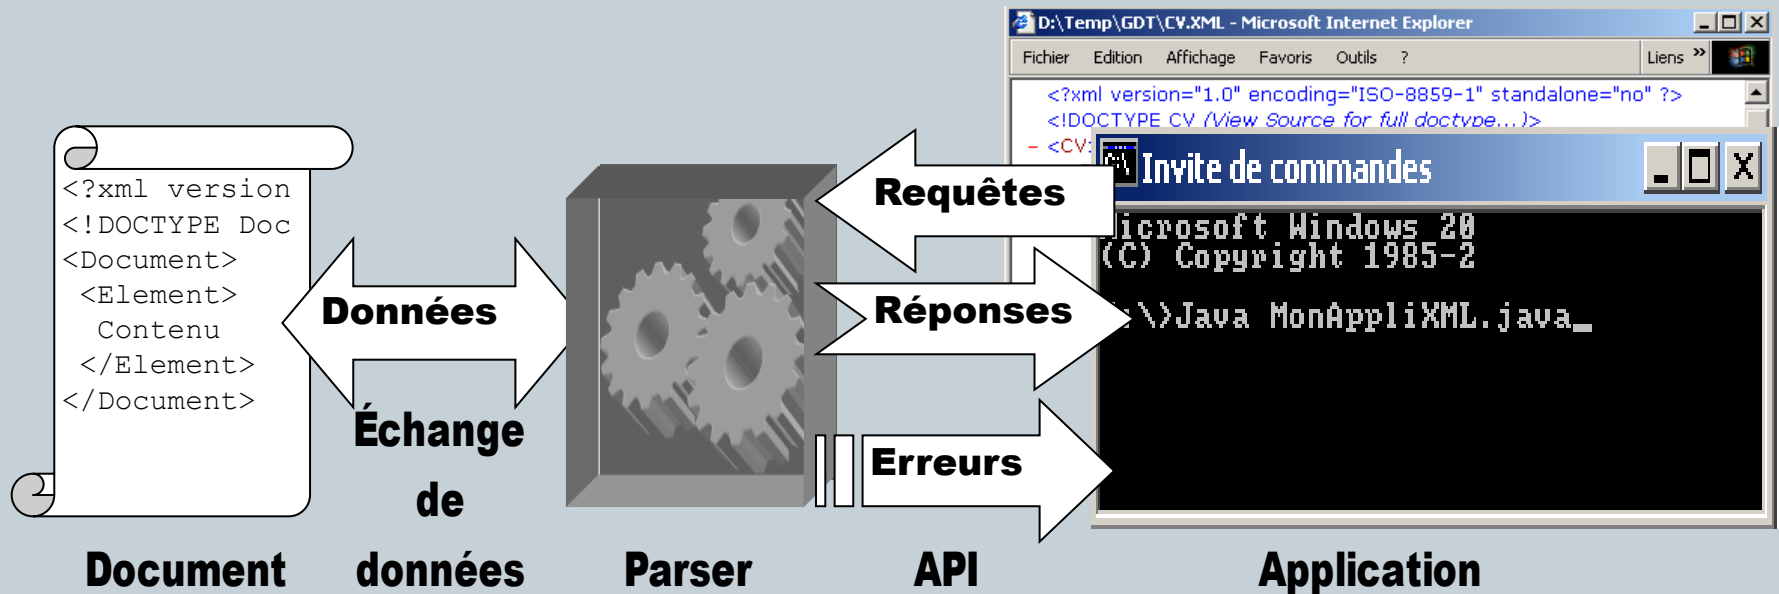 D:\Temp\GDT\CV.XML - Microsoft Internet Explorer
Fichier Edition Affichage Favoris Outils ? Liens »
<?xml version="1.0" encoding="ISO-8859-1" standalone="no" ?>
<!DOCTYPE CV (View Source for full doctype...)>
- <CV
Invite de commandes
Microsoft Windows 20
(C) Copyright 1985-2
:\>Java MonAppliXML.java_
<?xml version
<!DOCTYPE Doc
<Document>
<Element>
Contenu
</Element>
</Document>
Données
Requêtes
Réponses
Erreurs
Document
Échange
de
données
Parser
API
Application